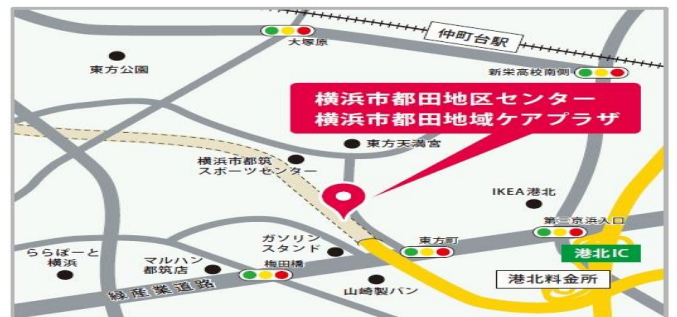 仲町台駅
大塚原
東方公園
新栄高校南側
横浜市都田地区センター
横浜市都田地域ケアプラザ
東方天満宮
横浜市都筑
スポーツセンター
IKEA港北
第三京浜入口
ガソリン
スタンド
東方町
港北IC
ららぽーと
横浜
マルハン
都筑店
梅田橋
港北料金所
山崎製パン
緑産業道路